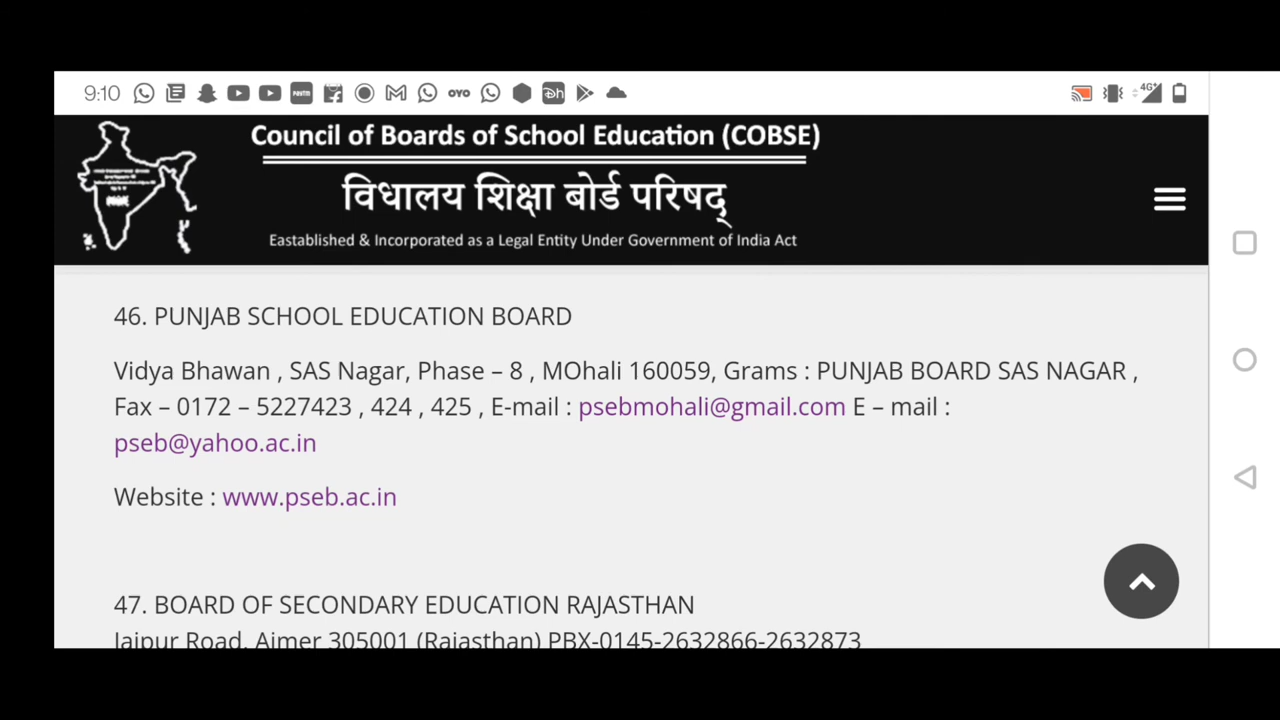 9:10
4G+
Council of Boards of School Education (COBSE)
विधालय शिक्षा बोर्ड परिषद्
Eastablished & Incorporated as a Legal Entity Under Government of India Act
46. PUNJAB SCHOOL EDUCATION BOARD
Vidya Bhawan , SAS Nagar, Phase – 8 , MOhali 160059, Grams : PUNJAB BOARD SAS NAGAR ,
Fax – 0172 – 5227423 , 424 , 425 , E-mail : psebmohali@gmail.com E – mail :
pseb@yahoo.ac.in
Website : www.pseb.ac.in
47. BOARD OF SECONDARY EDUCATION RAJASTHAN
Jaipur Road, Ajmer 305001 (Rajasthan) PBX-0145-2632866-2632873